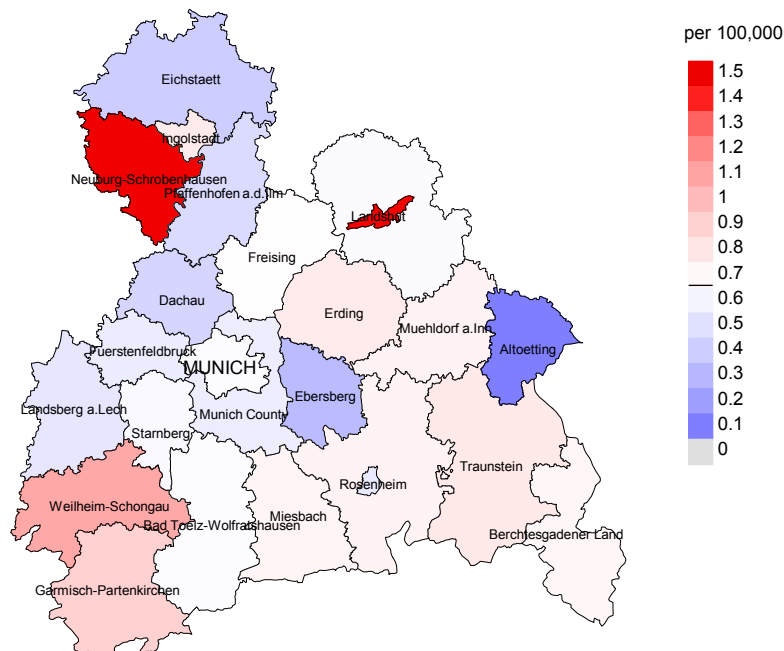 per 100,000
1.5
1.4
1.3
1.2
1.1
1
0.9
0.8
0.7
0.6
0.5
0.4
0.3
0.2
0.1
0
Eichstaett
Ingolstadt
Neuburg-Schrobenhausen
Pfaffenhofen a.d.Ilm
Landshut
Freising
Dachau
Erding
Muehldorf a.Inn
Altoetting
Fuerstenfeldbruck
MUNICH
Ebersberg
Landsberg a.Lech
Munich County
Starnberg
Traunstein
Rosenheim
Weilheim-Schongau
Miesbach
Bad Toelz-Wolfratshausen
Berchtesgadener Land
Garmisch-Partenkirchen